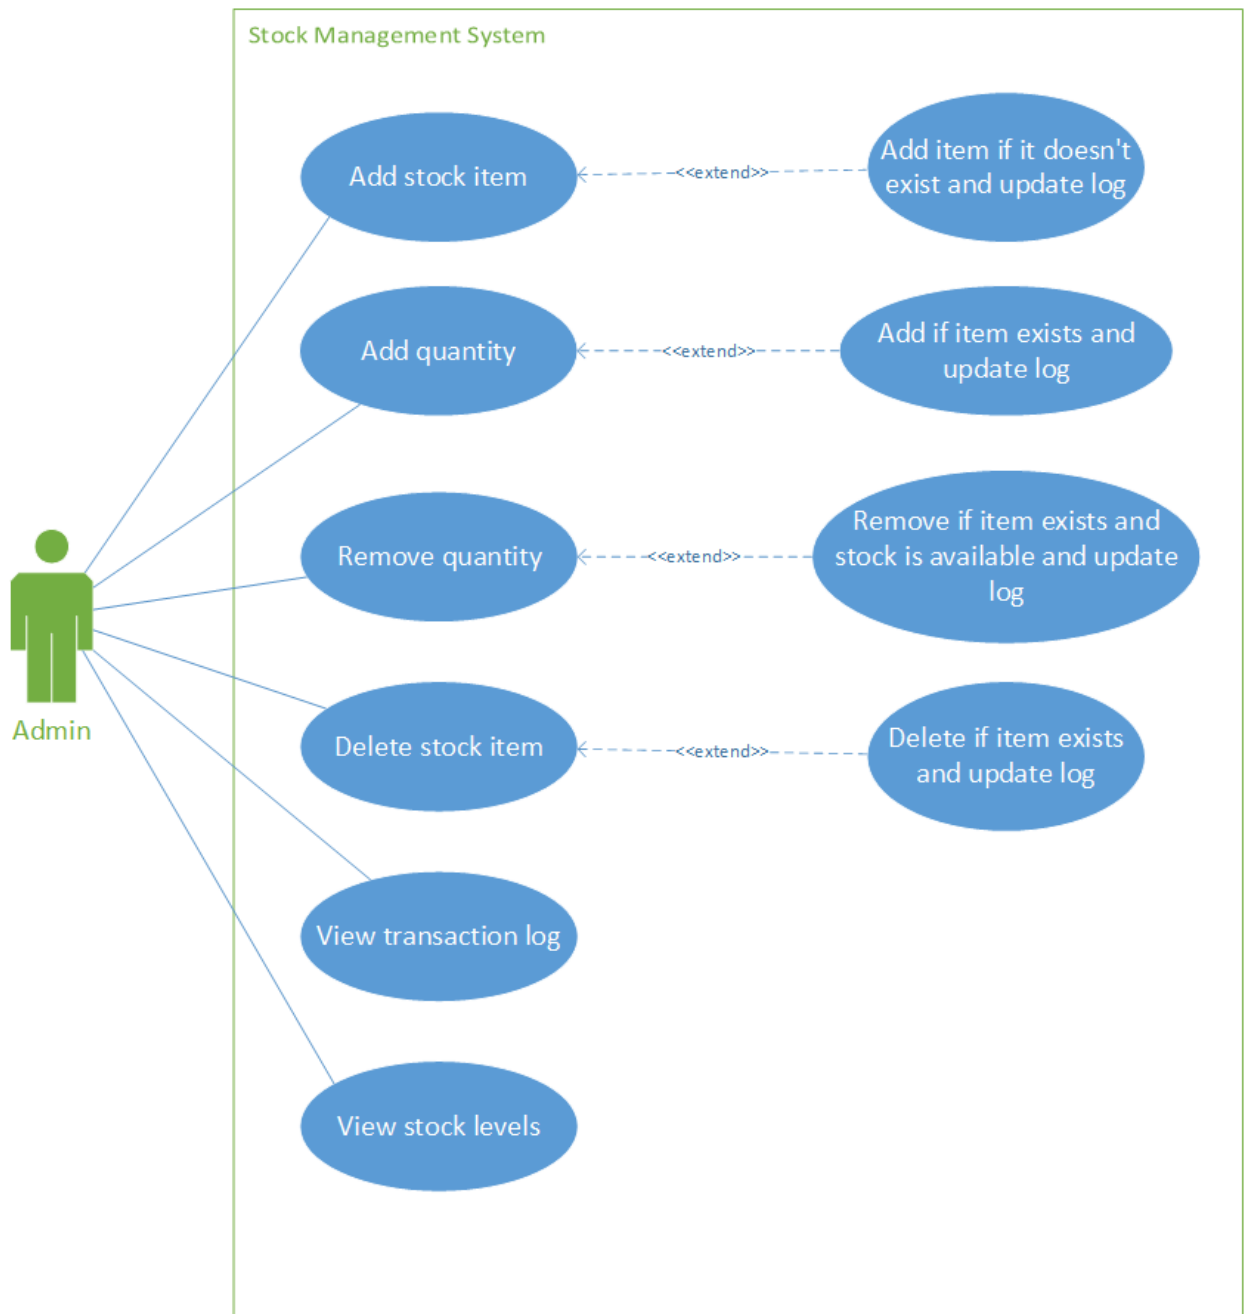 Stock Management System
Add stock item
<<extend>>
Add item if it doesn't
exist and update log
Add quantity
<<extend>>
Add if item exists and
update log
Remove quantity
<<extend>>
Remove if item exists and
stock is available and update
log
Admin
Delete stock item
<<extend>>
Delete if item exists
and update log
View transaction log
View stock levels